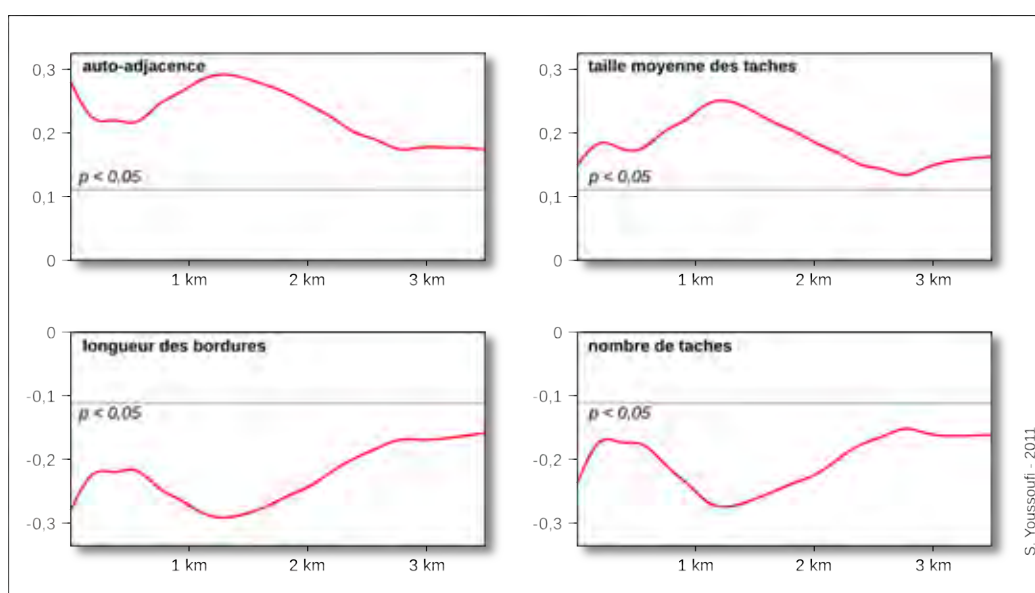 auto-adjacence
0,3
0,2
p < 0,05
0,1
0
1 km 2 km 3 km
taille moyenne des taches
0,3
0,2
p < 0,05
0,1
0
1 km 2 km 3 km
0
longueur des bordures
-0,1
p < 0,05
-0,2
-0,3
1 km 2 km 3 km
0
nombre de taches
-0,1
p < 0,05
-0,2
-0,3
1 km 2 km 3 km
S. Youssoufi - 2011